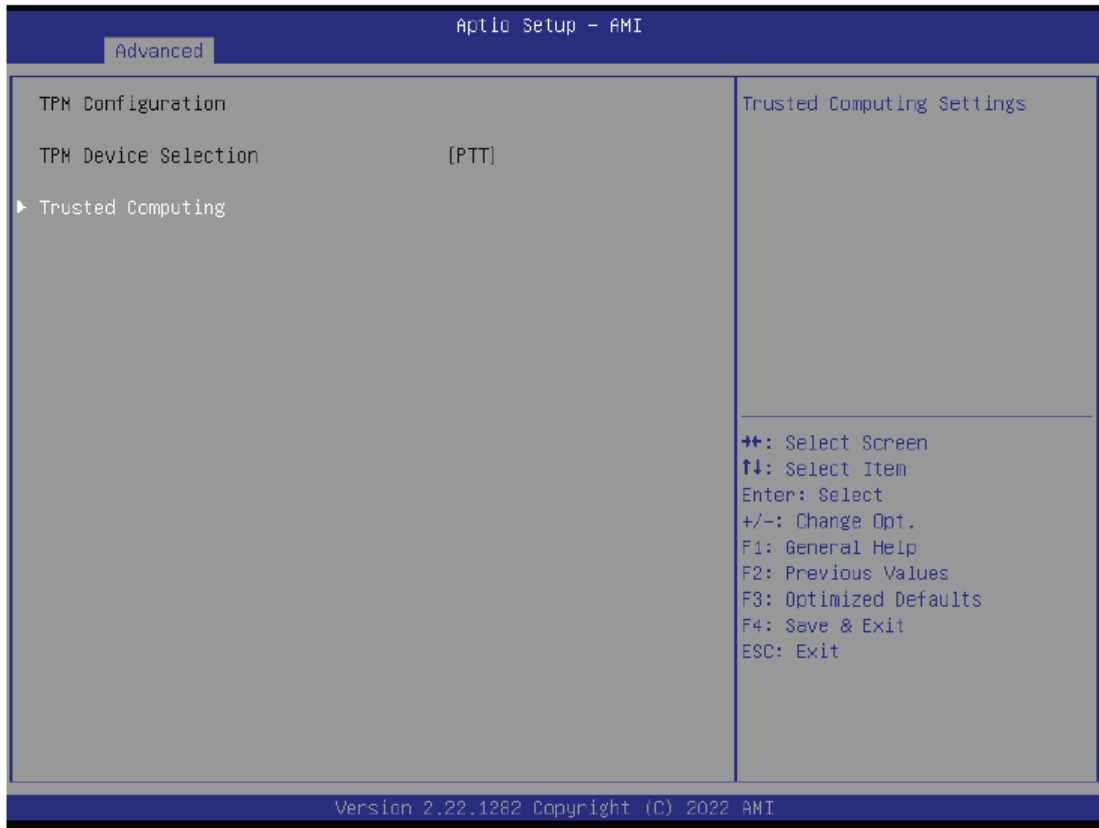 Aptio Setup - AMI
Advanced
TPM Configuration
TPM Device Selection [PTT]
Trusted Computing
Trusted Computing Settings
→←: Select Screen
↑↓: Select Item
Enter: Select
+/-: Change Opt.
F1: General Help
F2: Previous Values
F3: Optimized Defaults
F4: Save & Exit
ESC: Exit
Version 2.22.1282 Copyright (C) 2022 AMI